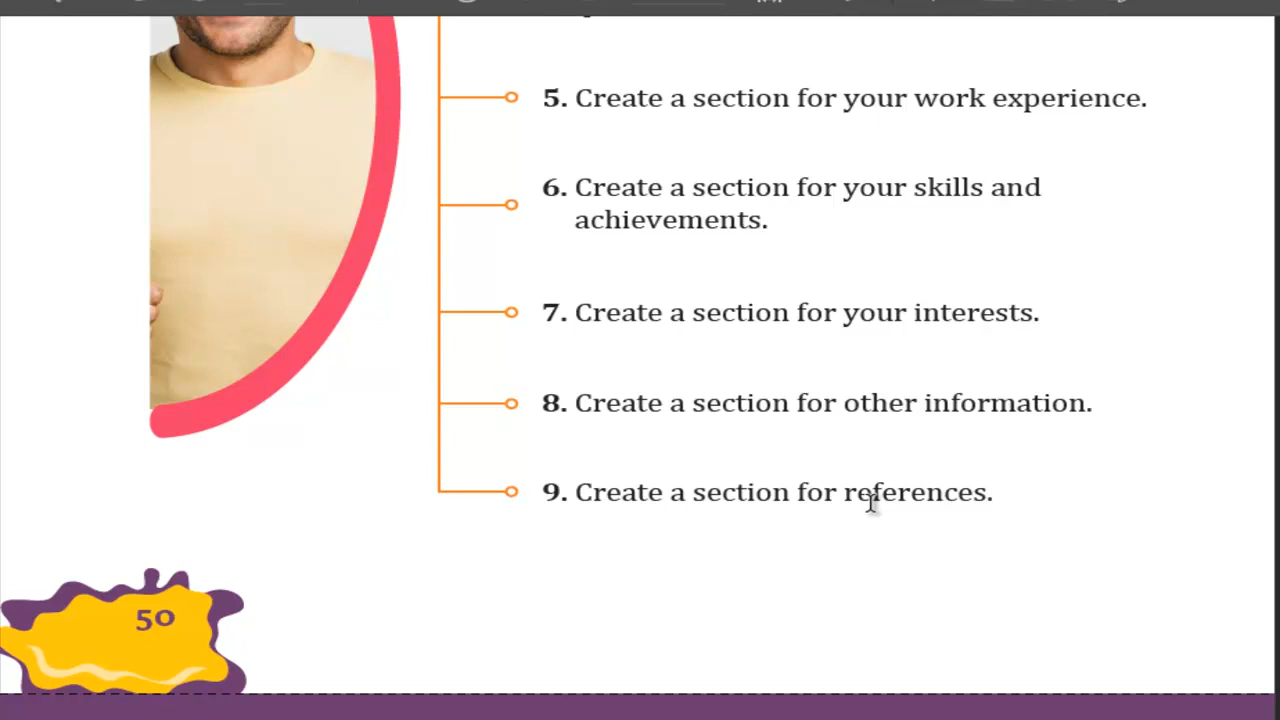 5. Create a section for your work experience.
6. Create a section for your skills and
achievements.
7. Create a section for your interests.
8. Create a section for other information.
9. Create a section for references.
50